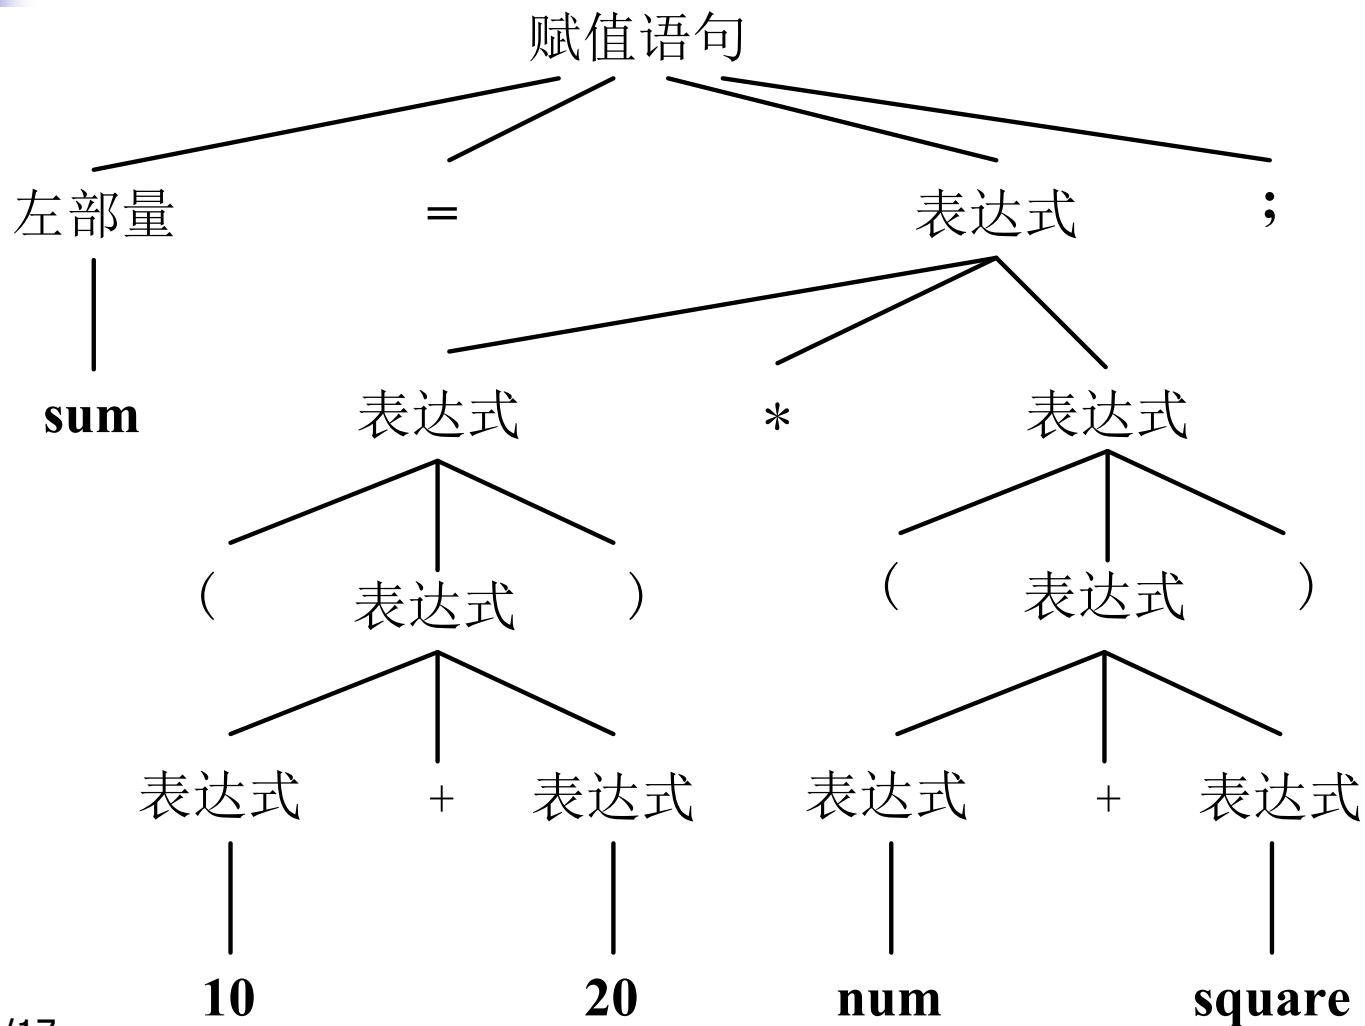 赋值语句
左部量 = 表达式 ;
sum 表达式 * 表达式
( 表达式 ) ( 表达式 )
表达式 + 表达式 表达式 + 表达式
10 20 num square